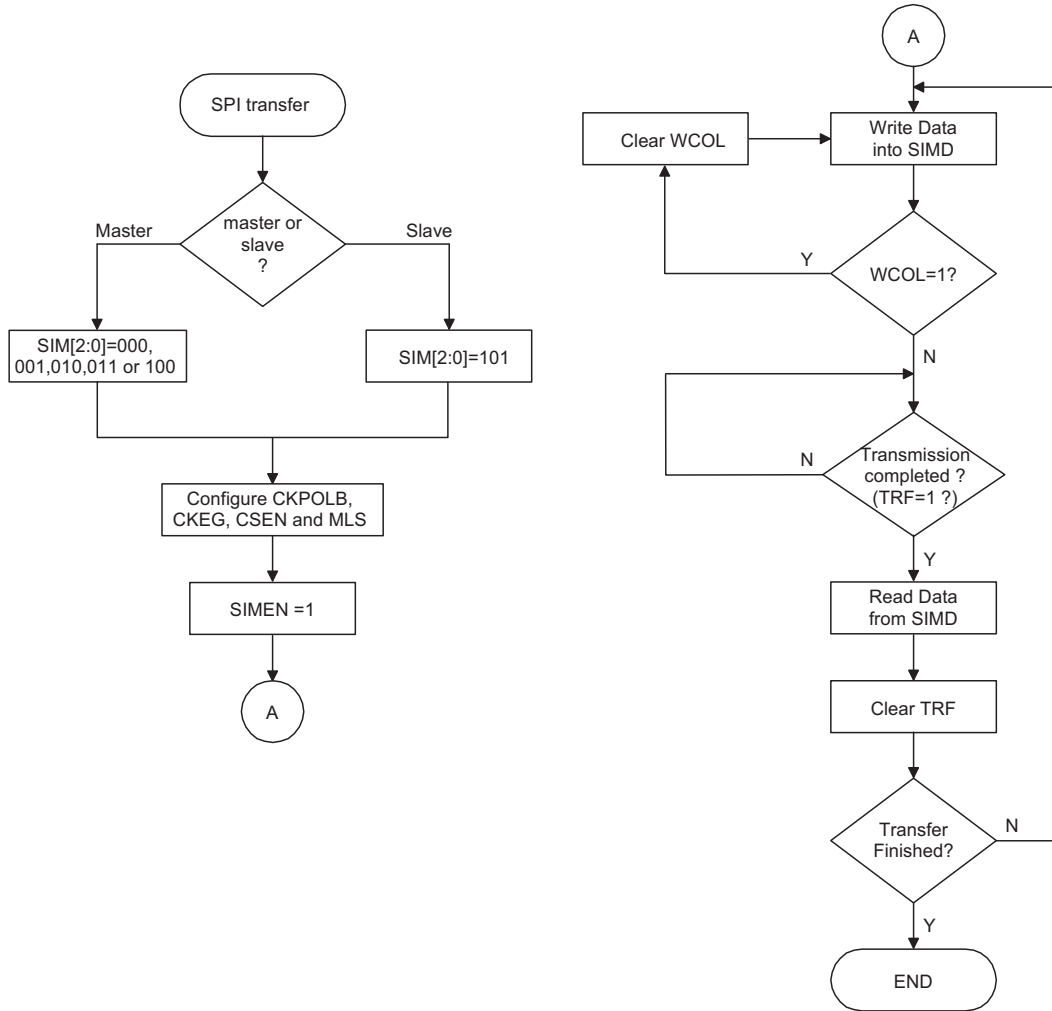 SPI transfer
master or
slave
?
Master
Slave
SIM[2:0]=000,
001,010,011 or 100
SIM[2:0]=101
Configure CKPOLB,
CKEG, CSEN and MLS
SIMEN =1
A
A
Clear WCOL
Write Data
into SIMD
Y
WCOL=1?
N
N
Transmission
completed ?
(TRF=1 ?)
Y
Read Data
from SIMD
Clear TRF
Transfer
Finished?
N
Y
END